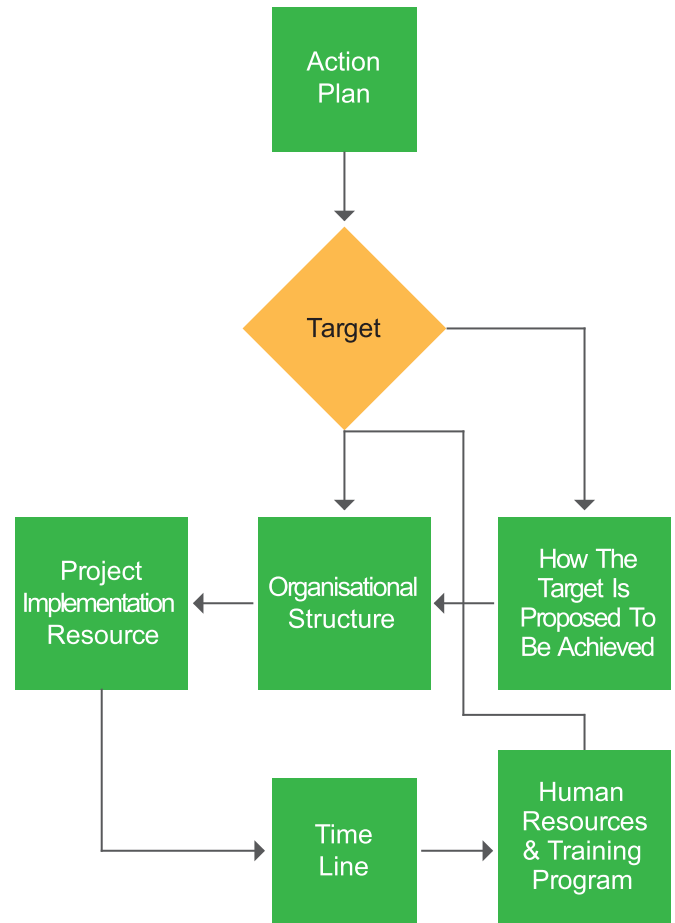 Action
Plan
Target
Project
Implementation
Resource
Organisational
Structure
How The
Target Is
Proposed To
Be Achieved
Time
Line
Human
Resources
& Training
Program